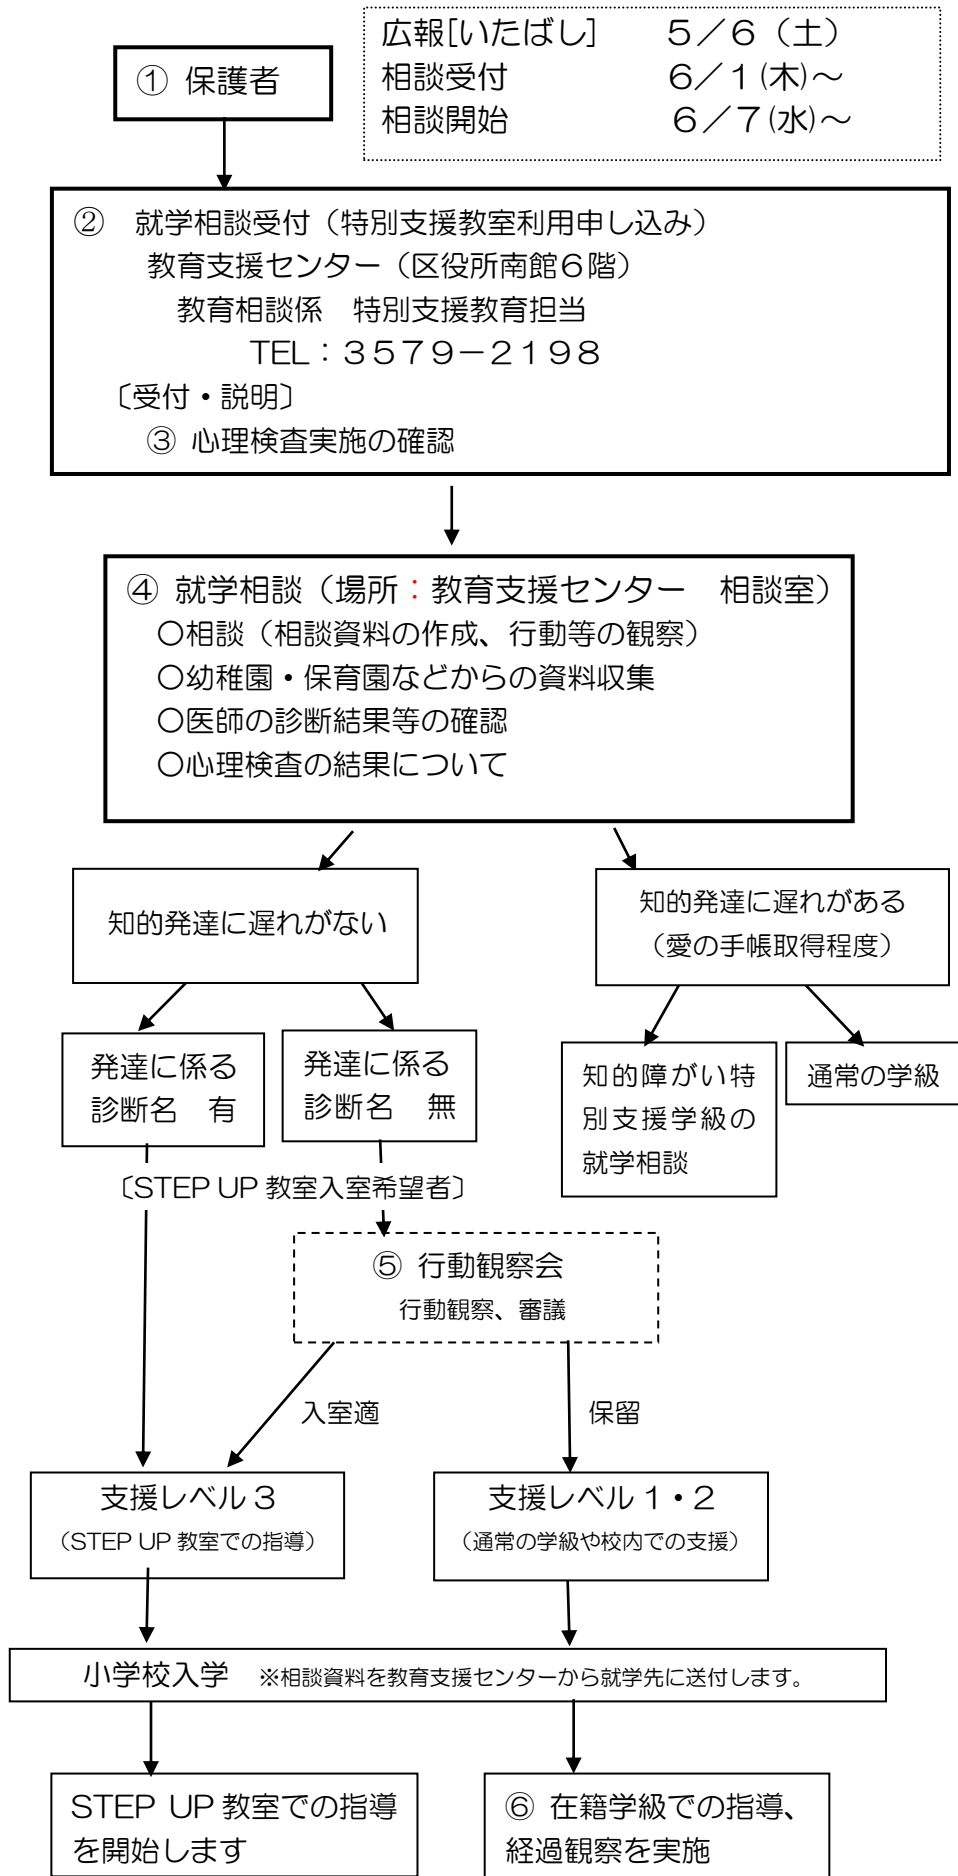 広報[いたばし]　５／６（土）
相談受付　６／１(木)～
相談開始　６／７(水)～
① 保護者
②　就学相談受付（特別支援教室利用申し込み）
教育支援センター（区役所南館６階）
教育相談係　特別支援教育担当
TEL：３５７９－２１９８
〔受付・説明〕
③ 心理検査実施の確認
④ 就学相談（場所：教育支援センター　相談室）
○相談（相談資料の作成、行動等の観察）
○幼稚園・保育園などからの資料収集
○医師の診断結果等の確認
○心理検査の結果について
知的発達に遅れがない
知的発達に遅れがある
（愛の手帳取得程度）
発達に係る
診断名　有
発達に係る
診断名　無
知的障がい特
別支援学級の
就学相談
通常の学級
〔STEP UP 教室入室希望者〕
⑤ 行動観察会
行動観察、審議
入室適
保留
支援レベル３
（STEP UP 教室での指導）
支援レベル１・２
（通常の学級や校内での支援）
小学校入学　※相談資料を教育支援センターから就学先に送付します。
STEP UP 教室での指導
を開始します
⑥ 在籍学級での指導、
経過観察を実施